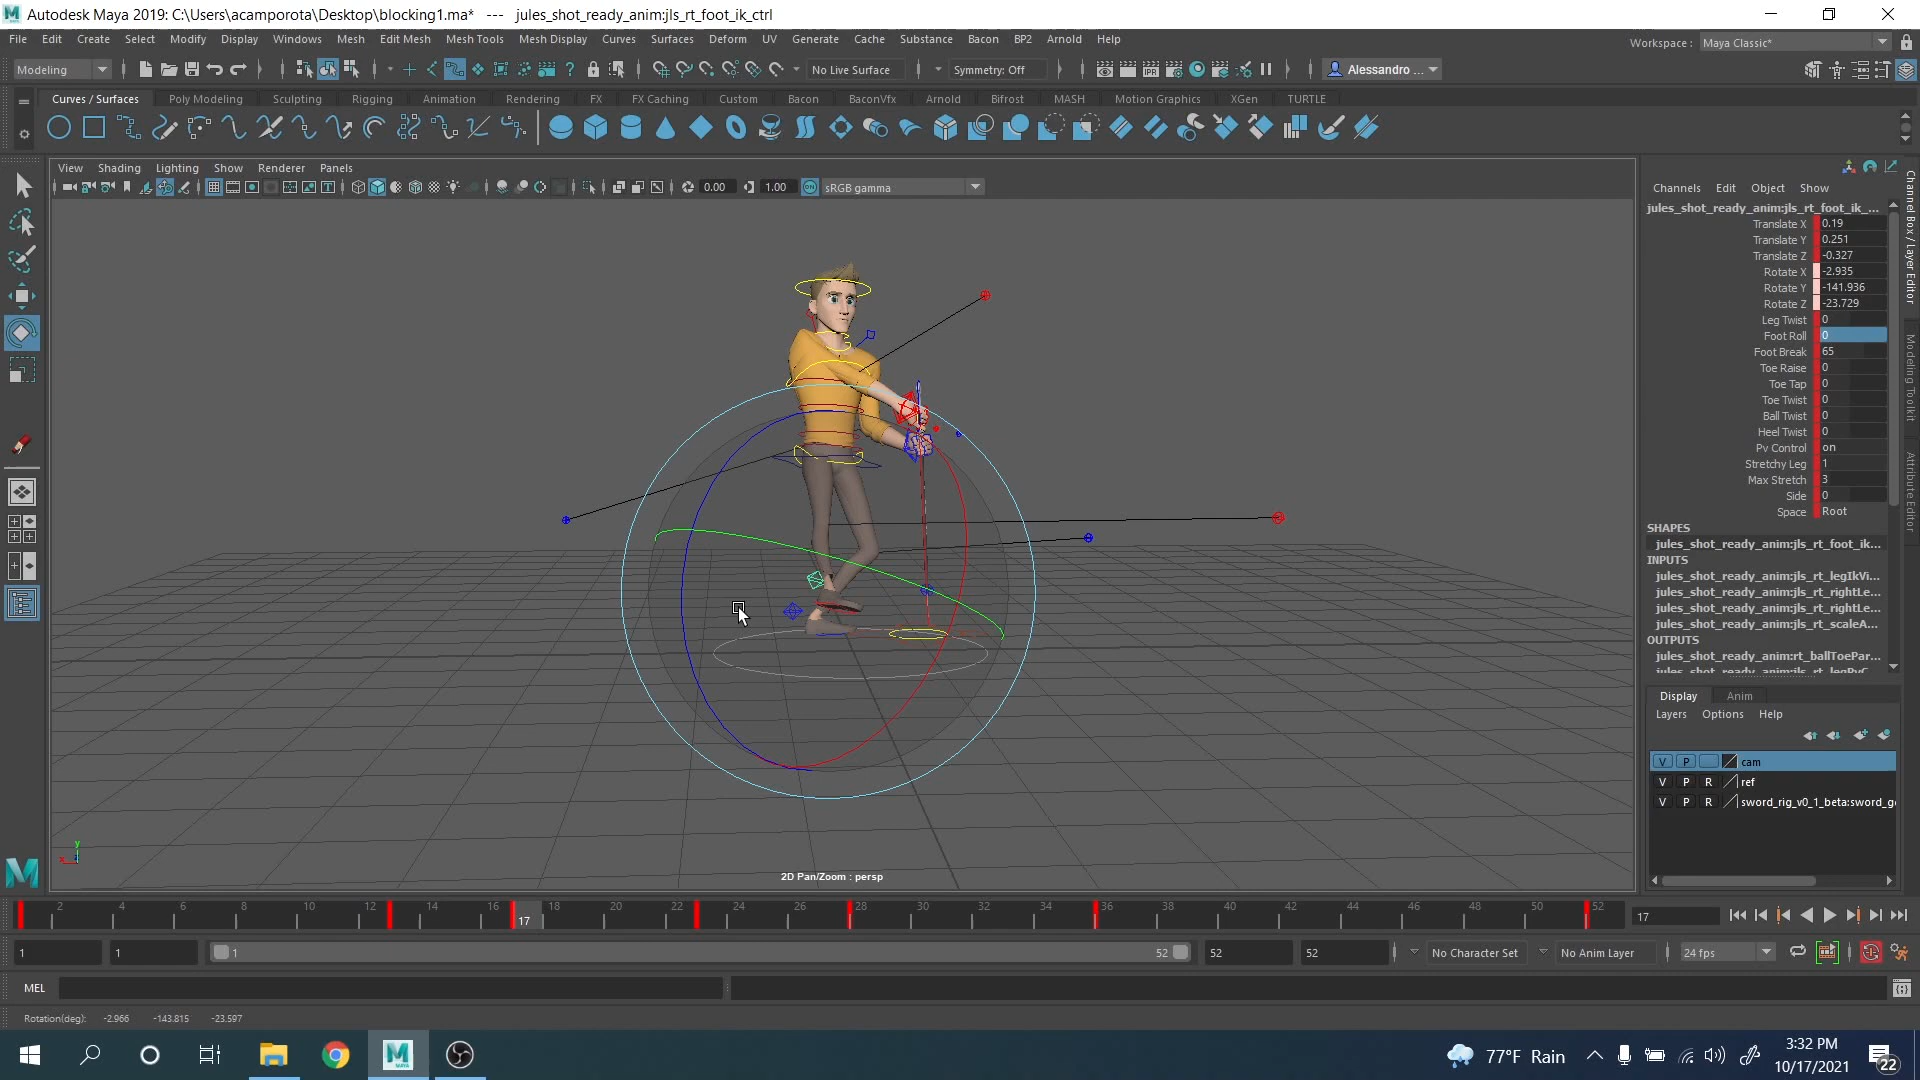 Autodesk Maya 2019: C:\Users\acamporota\Desktop\blocking1.ma* --- jules_shot_ready_anim:jls_rt_foot_ik_ctrl
File Edit Create Select Modify Display Windows Mesh Edit Mesh Mesh Tools Mesh Display Curves Surfaces Deform UV Generate Cache Substance Bacon BP2 Arnold Help
Workspace : Maya Classic*
Modeling No Live Surface Symmetry: Off Alessandro ...
Curves / Surfaces Poly Modeling Sculpting Rigging Animation Rendering FX FX Caching Custom Bacon BaconVfx Arnold Bifrost MASH Motion Graphics XGen TURTLE
View Shading Lighting Show Renderer Panels
0.00 1.00 sRGB gamma
2D Pan/Zoom : persp
Channels Edit Object Show
jules_shot_ready_anim:jls_rt_foot_ik_...
Translate X 0.19
Translate Y 0.251
Translate Z -0.327
Rotate X -2.935
Rotate Y -141.936
Rotate Z -23.729
Leg Twist 0
Foot Roll 0
Foot Break 65
Toe Raise 0
Toe Tap 0
Toe Twist 0
Ball Twist 0
Heel Twist 0
Pv Control on
Stretchy Leg 1
Max Stretch 3
Side 0
Space Root
SHAPES
jules_shot_ready_anim:jls_rt_foot_ik...
INPUTS
jules_shot_ready_anim:jls_rt_legIkVi...
jules_shot_ready_anim:jls_rt_rightLe...
jules_shot_ready_anim:jls_rt_rightLe...
jules_shot_ready_anim:jls_rt_scaleA...
OUTPUTS
jules_shot_ready_anim:rt_ballToePar...
Channel Box / Layer Editor
Modeling Toolkit
Attribute Editor
Display Anim
Layers Options Help
V P cam
V P R ref
V P R sword_rig_v0_1_beta:sword_g
2 4 6 8 10 12 14 16 17 18 20 22 24 26 28 30 32 34 36 38 40 42 44 46 48 50 52
17
1 1 1 52 52 52 No Character Set No Anim Layer 24 fps
MEL
Rotation(deg): -2.966 -143.815 -23.597
77°F Rain
3:32 PM
10/17/2021
22